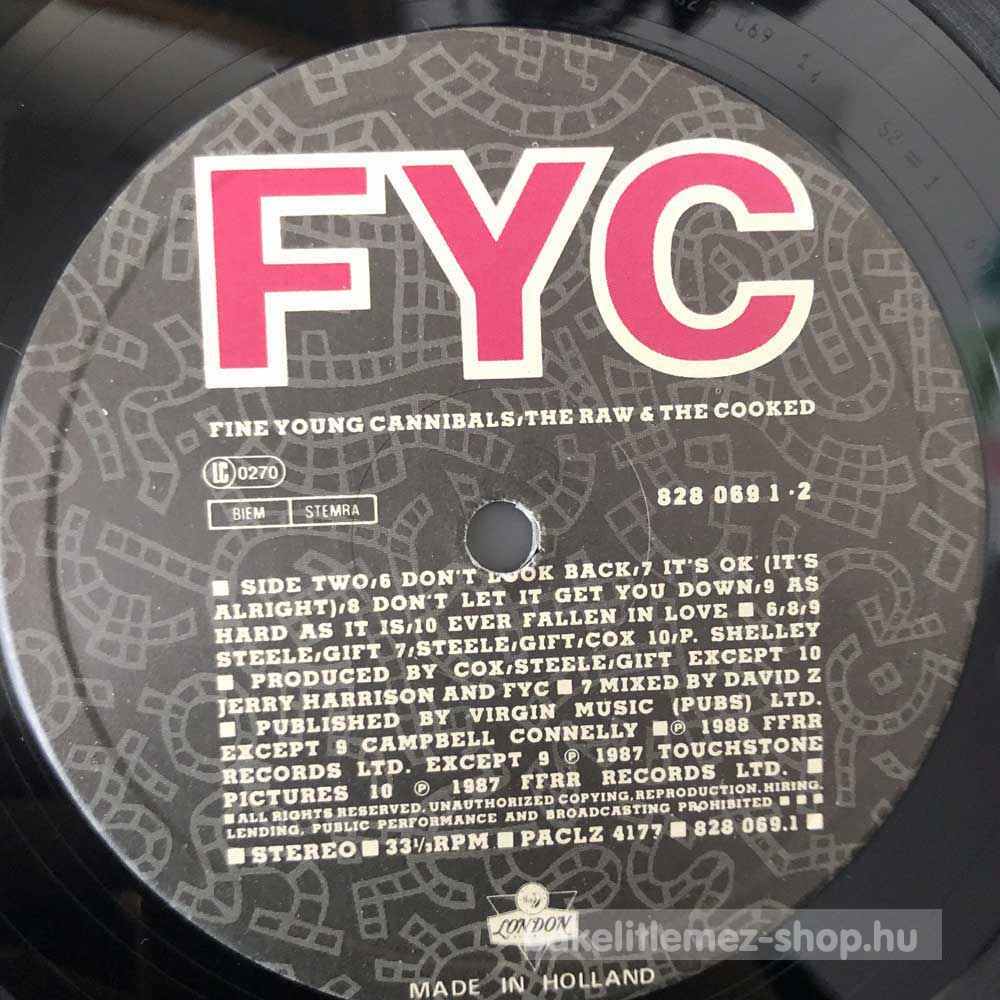 FYC
FINE YOUNG CANNIBALS/THE RAW & THE COOKED
LC 0270
BIEM STEMRA
828 069 1·2
■ SIDE TWO/6 DON'T LOOK BACK/7 IT'S OK (IT'S
ALRIGHT)/8 DON'T LET IT GET YOU DOWN/9 AS
HARD AS IT IS/10 EVER FALLEN IN LOVE ■ 6/8/9
STEELE/GIFT 7/STEELE/GIFT/COX 10/P. SHELLEY
■ PRODUCED BY COX/STEELE/GIFT EXCEPT 10
JERRY HARRISON AND FYC ■ 7 MIXED BY DAVID Z
■ PUBLISHED BY VIRGIN MUSIC (PUBS) LTD.
EXCEPT 9 CAMPBELL CONNELLY ■ ℗ 1988 FFRR
RECORDS LTD. EXCEPT 9 ℗ 1987 TOUCHSTONE
PICTURES 10 ℗ 1987 FFRR RECORDS LTD. ■
■ ALL RIGHTS RESERVED. UNAUTHORIZED COPYING, REPRODUCTION, HIRING,
LENDING, PUBLIC PERFORMANCE AND BROADCASTING PROHIBITED ■ ■ ■
■ STEREO ■ 33⅓RPM ■ PACLZ 4177 ■ 828 069.1 ■
LONDON
MADE IN HOLLAND
bakelitlemez-shop.hu